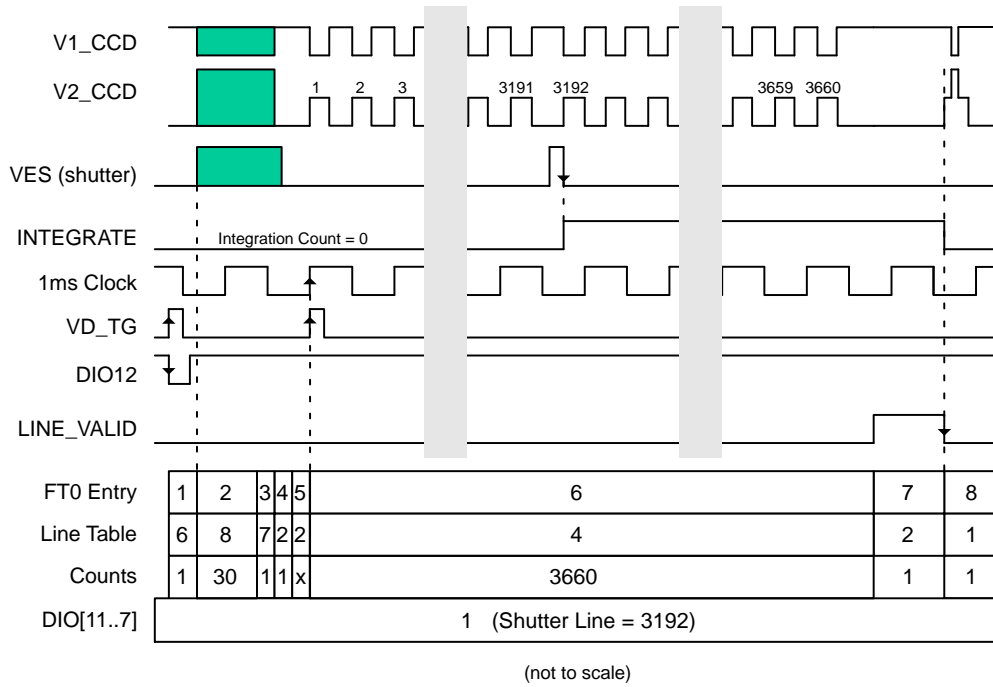 V1_CCD
V2_CCD
1 2 3 3191 3192 3659 3660
VES (shutter)
INTEGRATE
Integration Count = 0
1ms Clock
VD_TG
DIO12
LINE_VALID
FT0 Entry 1 2 3 4 5 6 7 8
Line Table 6 8 7 2 2 4 2 1
Counts 1 30 1 1 x 3660 1 1
DIO[11..7] 1 (Shutter Line = 3192)
(not to scale)